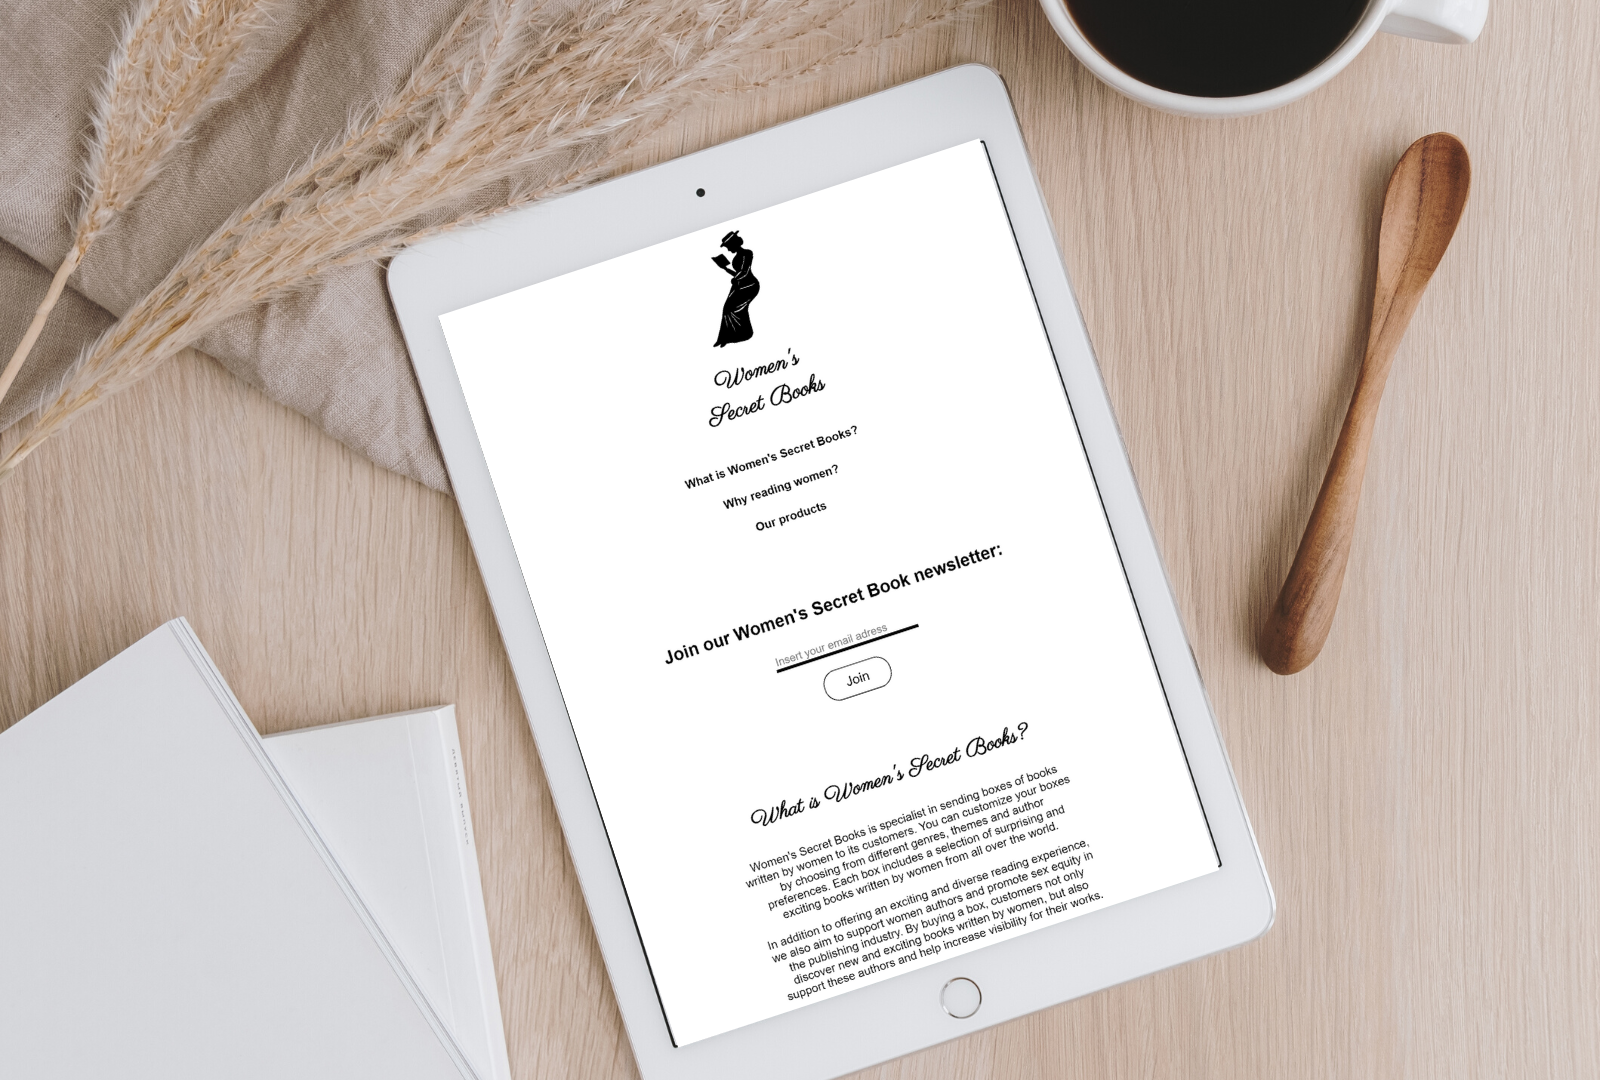 Women's
Secret Books
What is Women's Secret Books?
Why reading women?
Our products
Join our Women's Secret Book newsletter:
Insert your email adress
Join
What is Women's Secret Books?
Women's Secret Books is specialist in sending boxes of books
written by women to its customers. You can customize your boxes
by choosing from different genres, themes and author
preferences. Each box includes a selection of surprising and
exciting books written by women from all over the world.
In addition to offering an exciting and diverse reading experience,
we also aim to support women authors and promote sex equity in
the publishing industry. By buying a box, customers not only
discover new and exciting books written by women, but also
support these authors and help increase visibility for their works.